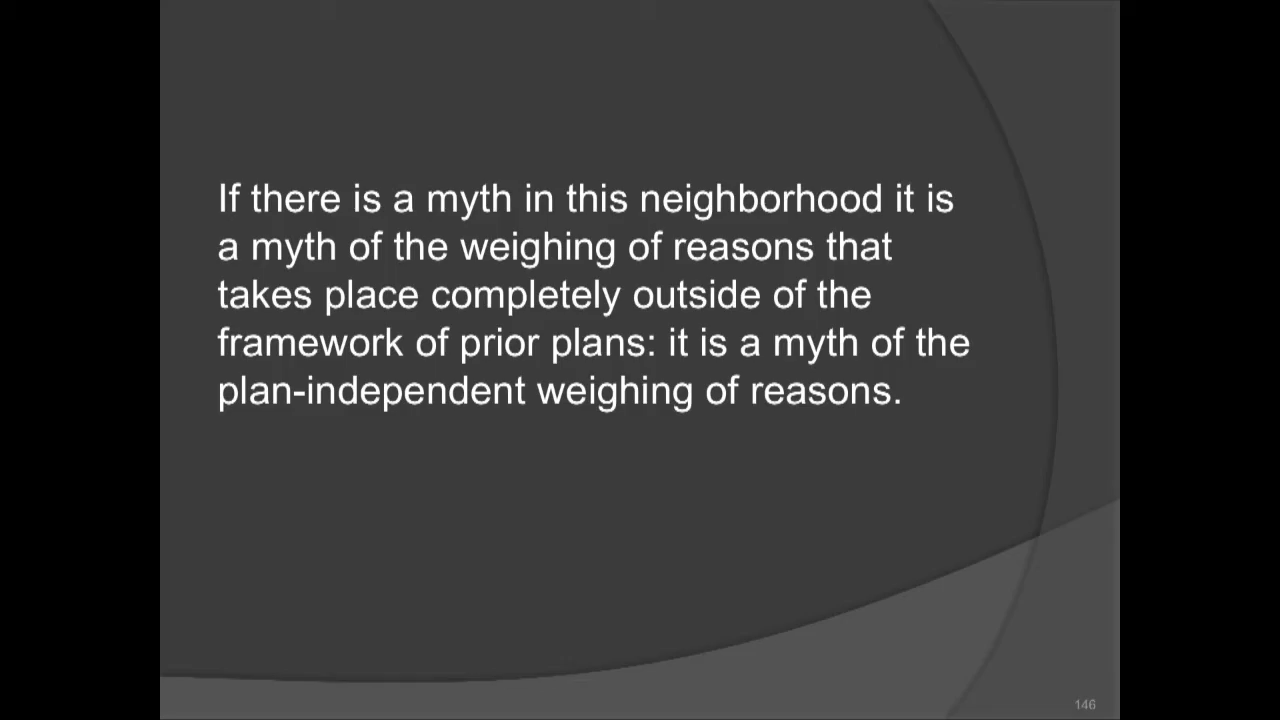 If there is a myth in this neighborhood it is
a myth of the weighing of reasons that
takes place completely outside of the
framework of prior plans: it is a myth of the
plan-independent weighing of reasons.
146